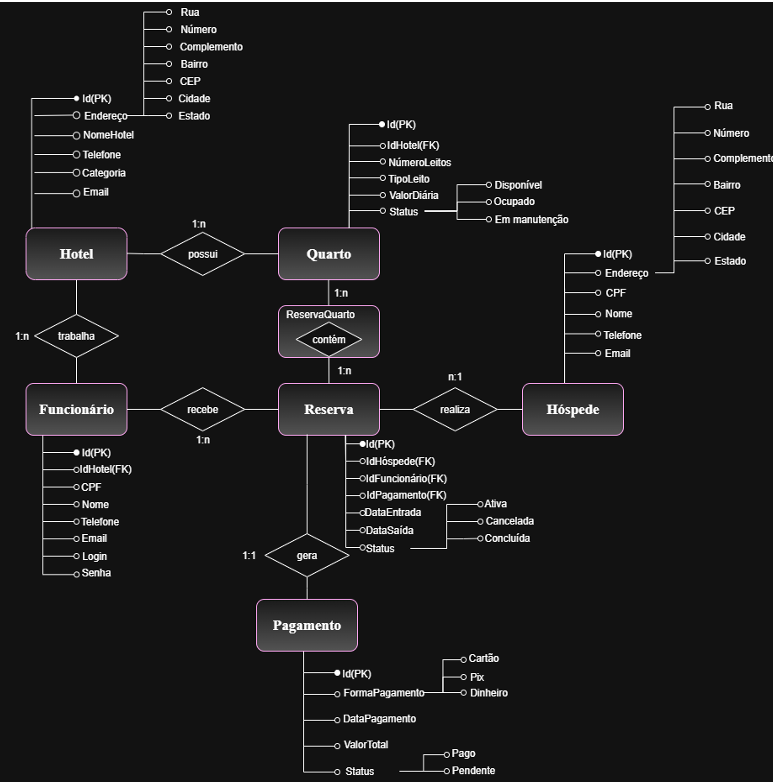 Rua
Número
Complemento
Bairro
CEP
Cidade
Estado
Id(PK)
Endereço
NomeHotel
Telefone
Categoria
Email
Id(PK)
IdHotel(FK)
NúmeroLeitos
TipoLeito
ValorDiária
Status
Disponível
Ocupado
Em manutenção
Rua
Número
Complemento
Bairro
CEP
Cidade
Estado
Id(PK)
Endereço
CPF
Nome
Telefone
Email
Hotel
1:n
possui
Quarto
1:n
ReservaQuarto
contém
1:n
1:n
trabalha
Funcionário
recebe
1:n
Reserva
n:1
realiza
Hóspede
Id(PK)
IdHotel(FK)
CPF
Nome
Telefone
Email
Login
Senha
Id(PK)
IdHóspede(FK)
IdFuncionário(FK)
IdPagamento(FK)
DataEntrada
DataSaída
Status
Ativa
Cancelada
Concluída
1:1
gera
Pagamento
Id(PK)
FormaPagamento
DataPagamento
ValorTotal
Status
Cartão
Pix
Dinheiro
Pago
Pendente